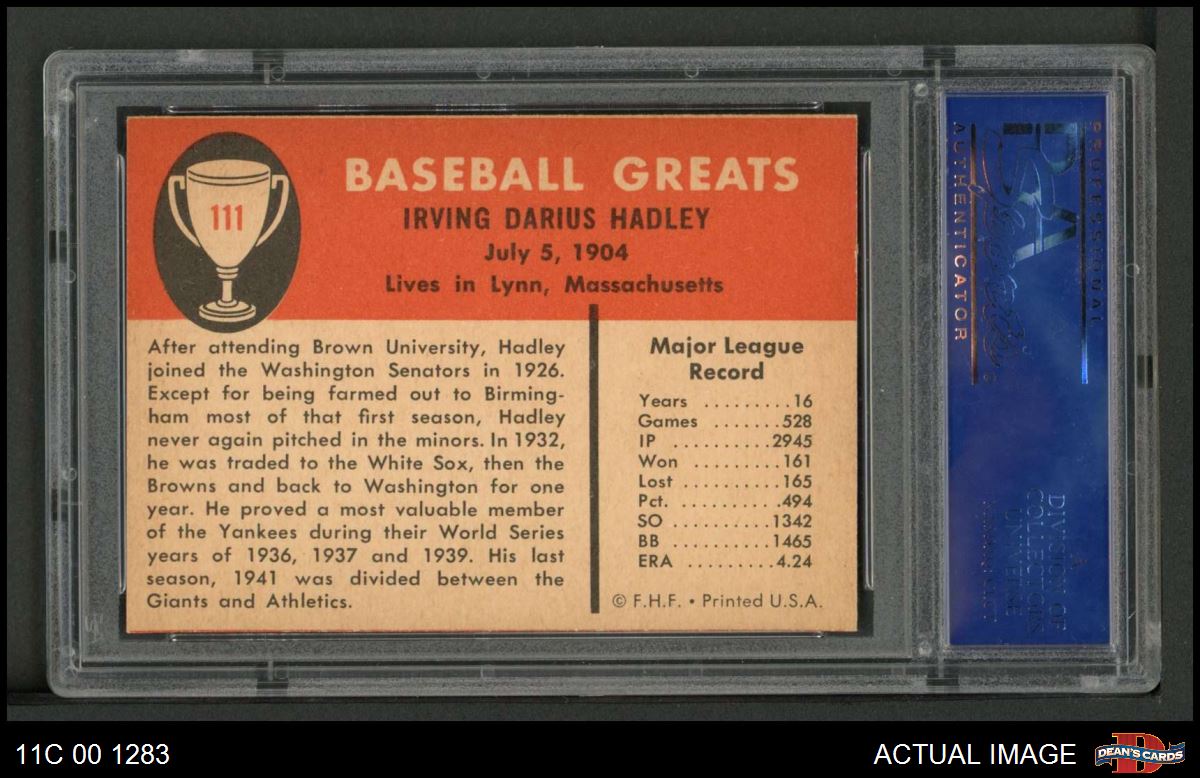 111
BASEBALL GREATS
IRVING DARIUS HADLEY
July 5, 1904
Lives in Lynn, Massachusetts
After attending Brown University, Hadley
joined the Washington Senators in 1926.
Except for being farmed out to Birming-
ham most of that first season, Hadley
never again pitched in the minors. In 1932,
he was traded to the White Sox, then the
Browns and back to Washington for one
year. He proved a most valuable member
of the Yankees during their World Series
years of 1936, 1937 and 1939. His last
season, 1941 was divided between the
Giants and Athletics.
Major League
Record
Years .........16
Games .......528
IP ..........2945
Won .........161
Lost ..........165
Pct. ..........494
SO ..........1342
BB ..........1465
ERA .........4.24
© F.H.F. • Printed U.S.A.
PROFESSIONAL
PSA
AUTHENTICATOR
A
DIVISION OF
COLLECTORS
UNIVERSE
11C 00 1283
ACTUAL IMAGE
DEAN'S CARDS